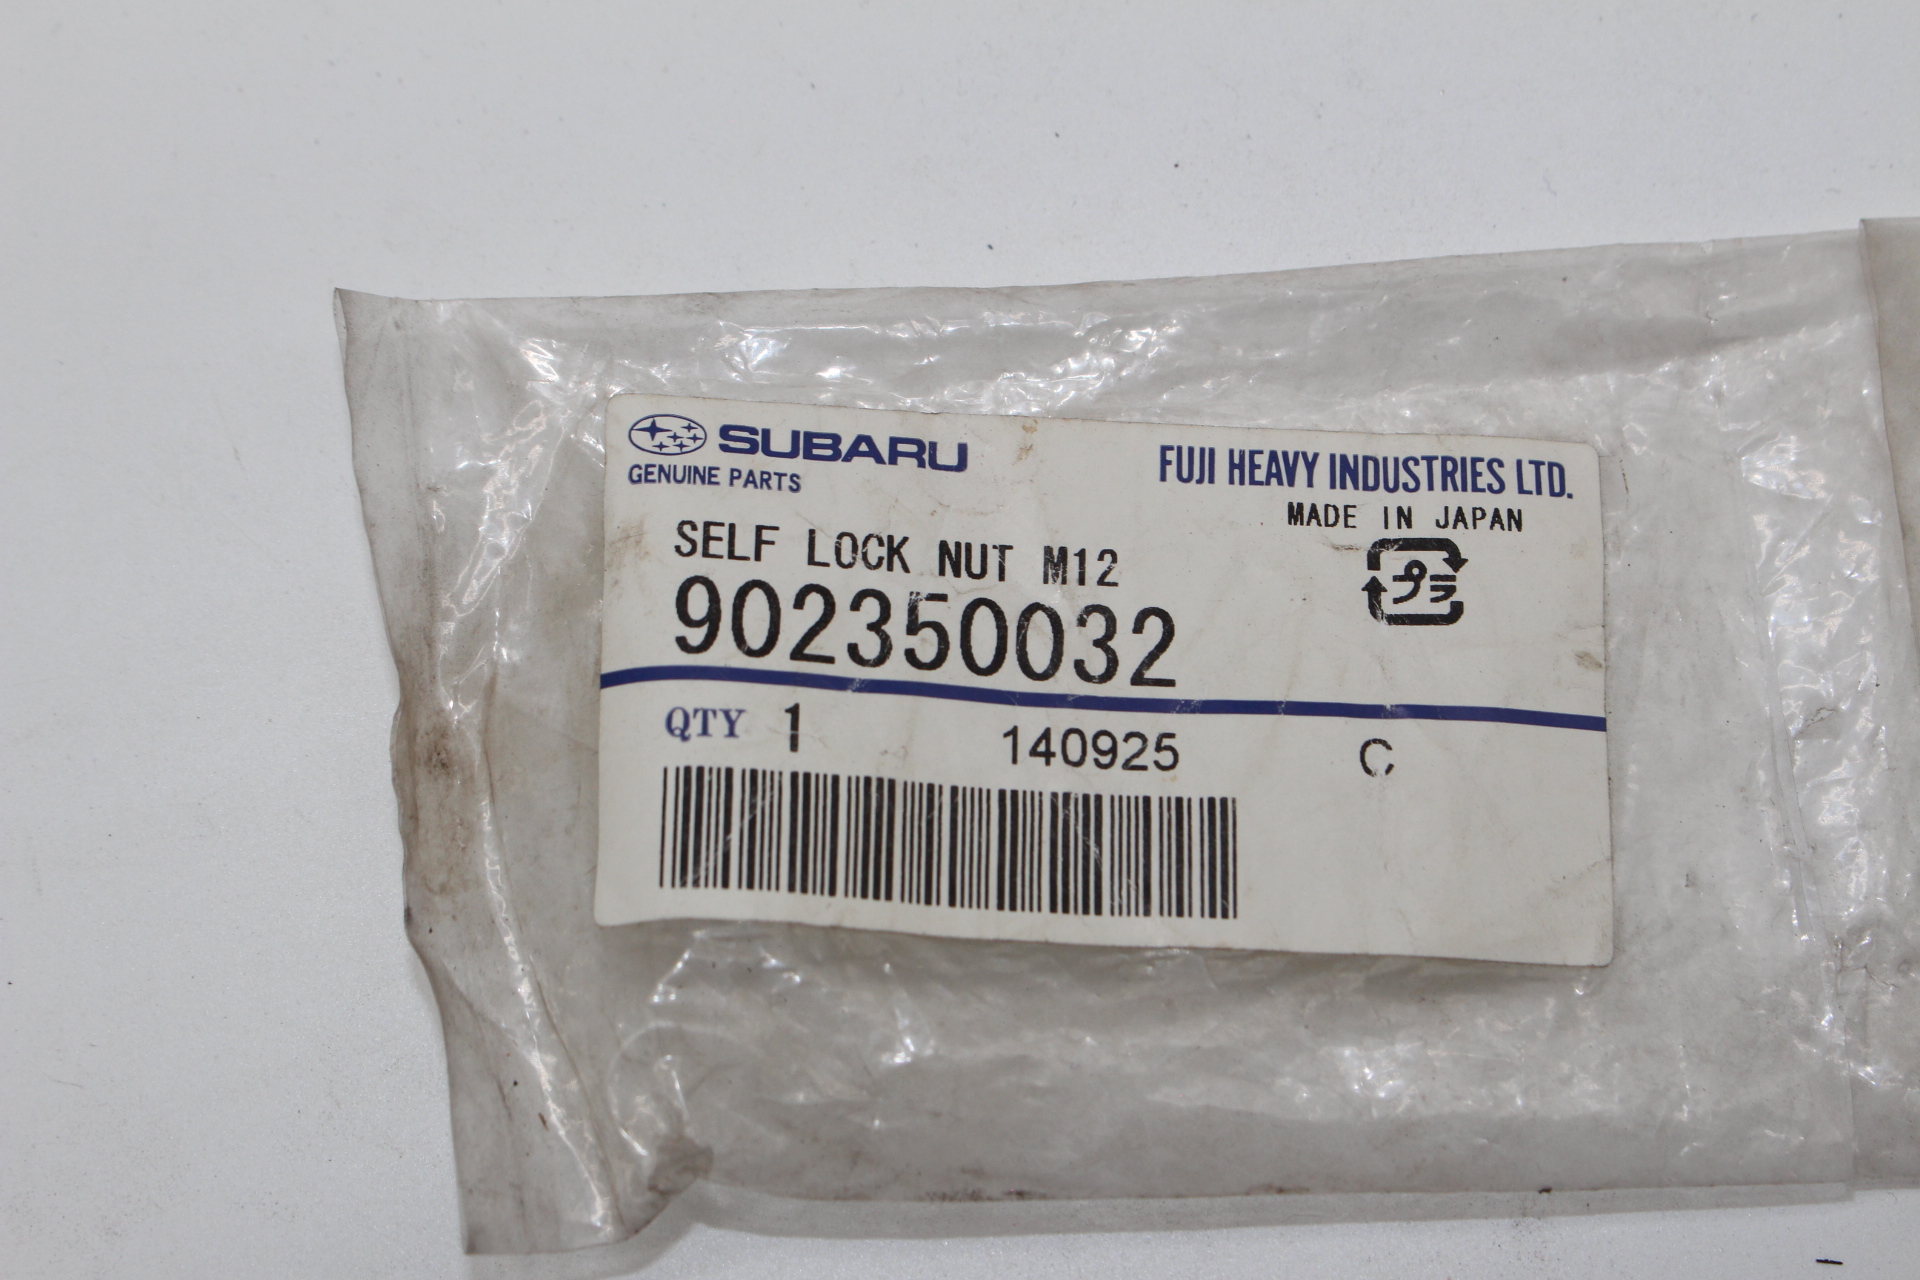 SUBARU
GENUINE PARTS
FUJI HEAVY INDUSTRIES LTD.
MADE IN JAPAN
プラ
SELF LOCK NUT M12
902350032
QTY 1 140925 C